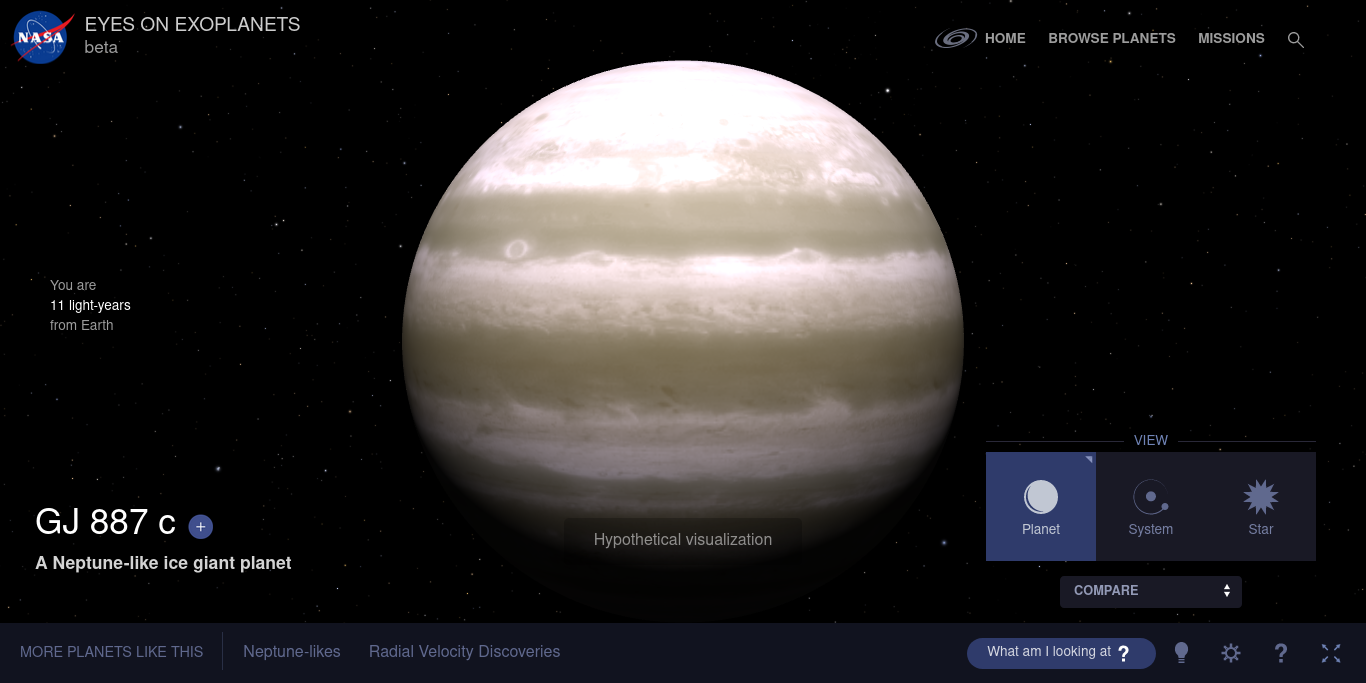 NASA
EYES ON EXOPLANETS
beta
HOME
BROWSE PLANETS
MISSIONS
You are
11 light-years
from Earth
VIEW
Planet
System
Star
GJ 887 c +
A Neptune-like ice giant planet
Hypothetical visualization
COMPARE
MORE PLANETS LIKE THIS
Neptune-likes
Radial Velocity Discoveries
What am I looking at ?
?